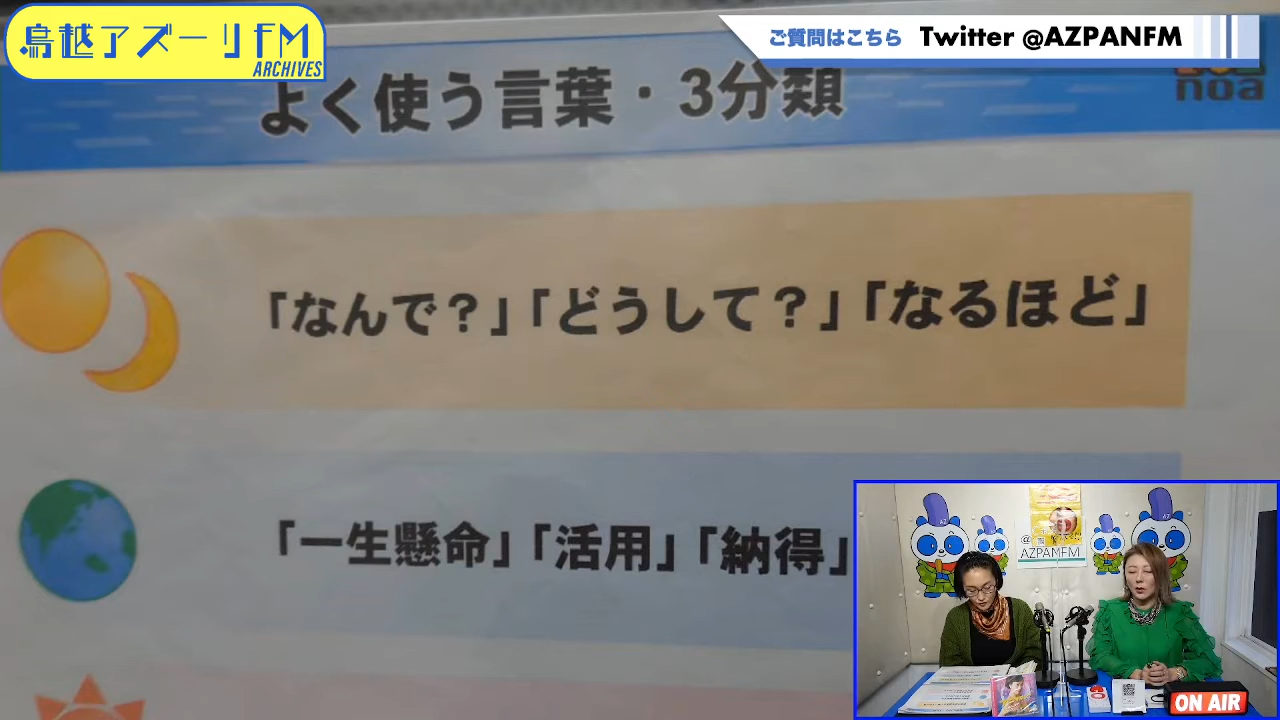 鳥越アズーリFM
ARCHIVES
ご質問はこちら Twitter @AZPANFM
noa
よく使う言葉・3分類
「なんで？」「どうして？」「なるほど」
「一生懸命」「活用」「納得」
AZPAMFM
ON AIR